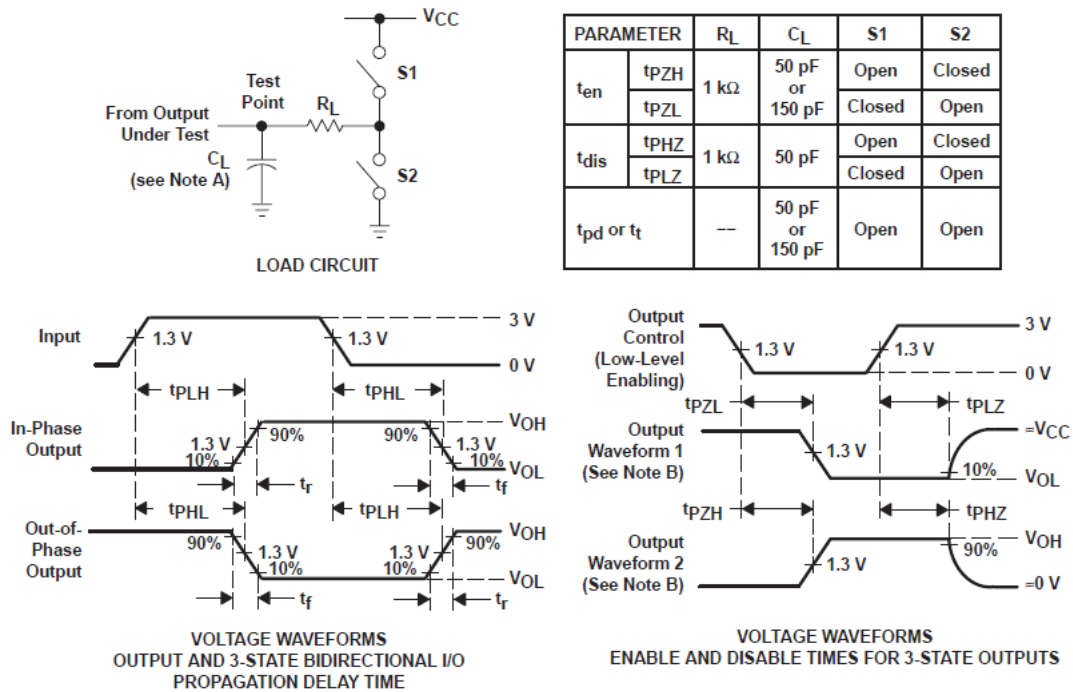 VCC
S1
Test
Point
RL
From Output
Under Test
CL
(see Note A)
S2
LOAD CIRCUIT
PARAMETER RL CL S1 S2
ten tPZH 1 kΩ 50 pF or 150 pF Open Closed
tPZL Closed Open
tdis tPHZ 1 kΩ 50 pF Open Closed
tPLZ Closed Open
tpd or tt −− 50 pF or 150 pF Open Open
Input 1.3 V 1.3 V 3 V
0 V
tPLH tPHL
In-Phase
Output
1.3 V
10% 90% 90% 1.3 V
10% VOH
VOL
tr tf
tPHL tPLH
Out-of-
Phase
Output
90% 1.3 V
10% 1.3 V
10% 90% VOH
VOL
tf tr
VOLTAGE WAVEFORMS
OUTPUT AND 3-STATE BIDIRECTIONAL I/O
PROPAGATION DELAY TIME
Output
Control
(Low-Level
Enabling)
1.3 V 1.3 V 3 V
0 V
tPZL tPLZ
Output
Waveform 1
(See Note B)
1.3 V 10% ≈VCC
VOL
tPZH tPHZ
Output
Waveform 2
(See Note B)
1.3 V 90% VOH
≈0 V
VOLTAGE WAVEFORMS
ENABLE AND DISABLE TIMES FOR 3-STATE OUTPUTS